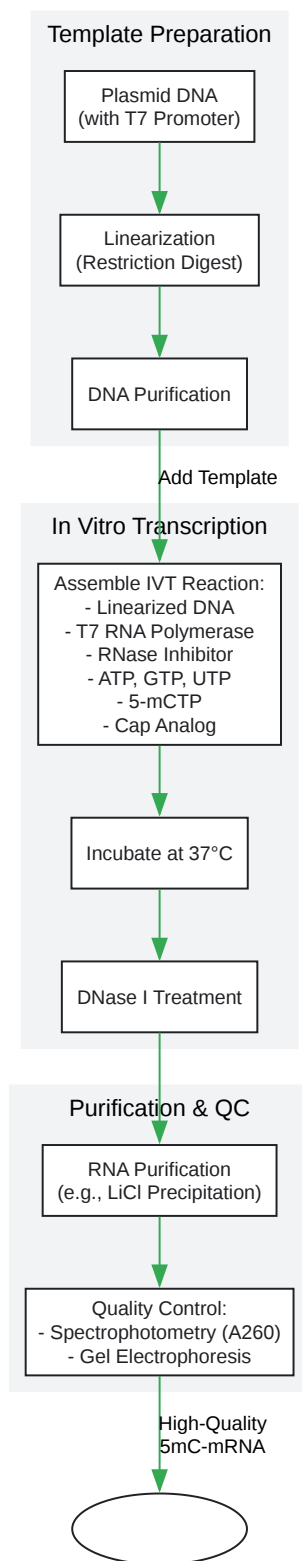 Template Preparation
Plasmid DNA
(with T7 Promoter)
Linearization
(Restriction Digest)
DNA Purification
Add Template
In Vitro Transcription
Assemble IVT Reaction:
- Linearized DNA
- T7 RNA Polymerase
- RNase Inhibitor
- ATP, GTP, UTP
- 5-mCTP
- Cap Analog
Incubate at 37°C
DNase I Treatment
Purification & QC
RNA Purification
(e.g., LiCl Precipitation)
Quality Control:
- Spectrophotometry (A260)
- Gel Electrophoresis
High-Quality
5mC-mRNA